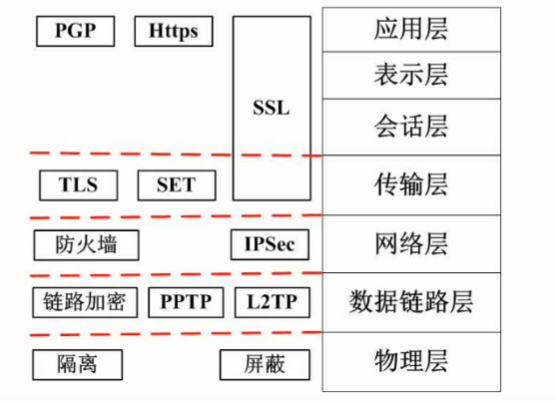 PGP Https 应用层
表示层
SSL
会话层
TLS SET 传输层
防火墙 IPSec 网络层
链路加密 PPTP L2TP 数据链路层
隔离 屏蔽 物理层